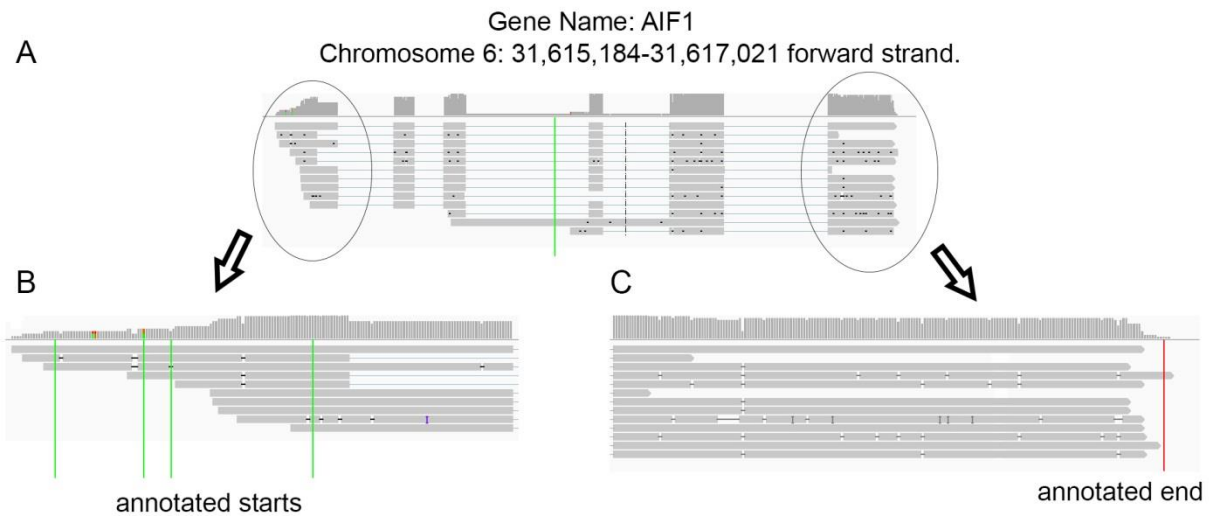 Gene Name: AIF1
A
Chromosome 6: 31,615,184-31,617,021 forward strand.
B
C
annotated starts
annotated end